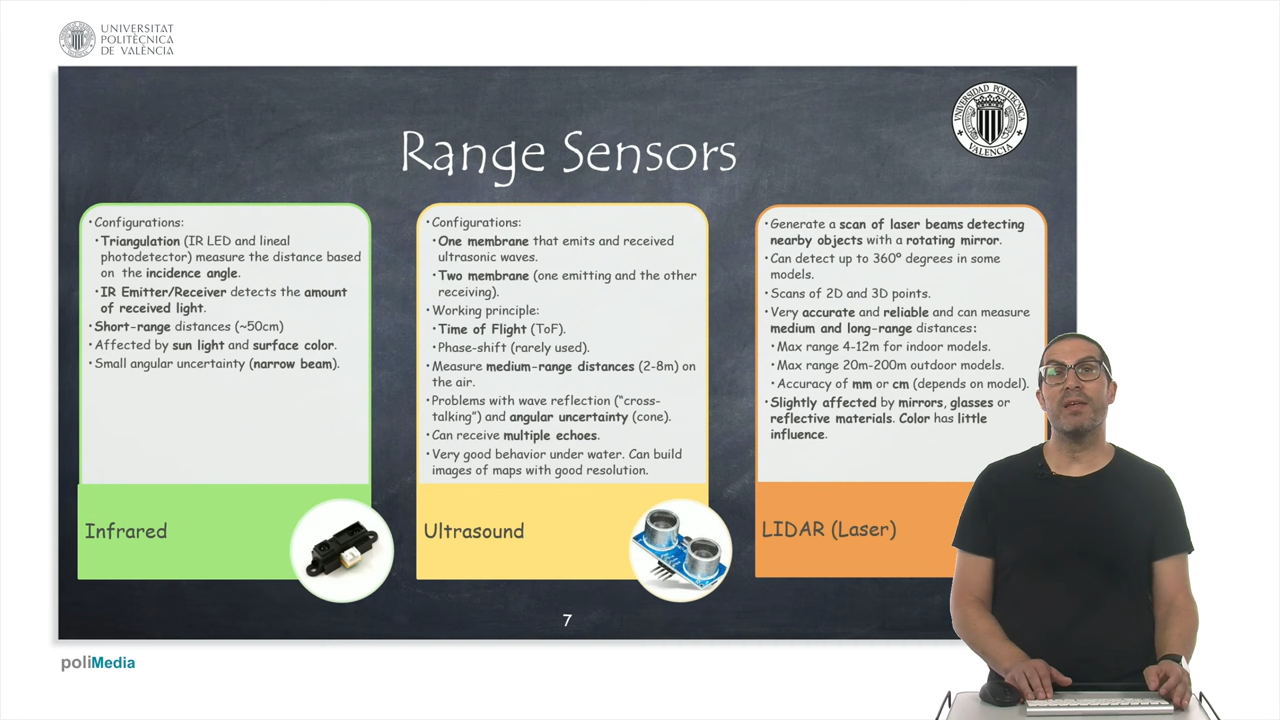 UNIVERSITAT
POLITÈCNICA
DE VALÈNCIA
UNIVERSIDAD POLITECNICA
VALENCIA
Range Sensors
•Configurations:
•Triangulation (IR LED and lineal
photodetector) measure the distance based
on the incidence angle.
•IR Emitter/Receiver detects the amount
of received light.
•Short-range distances (~50cm)
•Affected by sun light and surface color.
•Small angular uncertainty (narrow beam).
Infrared
•Configurations:
•One membrane that emits and received
ultrasonic waves.
•Two membrane (one emitting and the other
receiving).
•Working principle:
•Time of Flight (ToF).
•Phase-shift (rarely used).
•Measure medium-range distances (2-8m) on
the air.
•Problems with wave reflection (“cross-
talking”) and angular uncertainty (cone).
•Can receive multiple echoes.
•Very good behavior under water. Can build
images of maps with good resolution.
Ultrasound
•Generate a scan of laser beams detecting
nearby objects with a rotating mirror.
•Can detect up to 360º degrees in some
models.
•Scans of 2D and 3D points.
•Very accurate and reliable and can measure
medium and long-range distances:
•Max range 4-12m for indoor models.
•Max range 20m-200m outdoor models.
•Accuracy of mm or cm (depends on model).
•Slightly affected by mirrors, glasses or
reflective materials. Color has little
influence.
LIDAR (Laser)
7
poliMedia